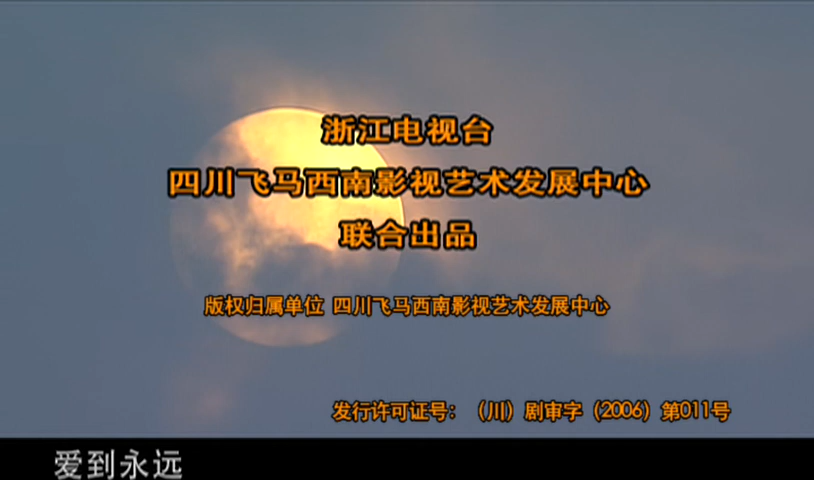 浙江电视台
四川飞马西南影视艺术发展中心
联合出品
版权归属单位 四川飞马西南影视艺术发展中心
发行许可证号：（川）剧审字（2006）第011号
爱到永远